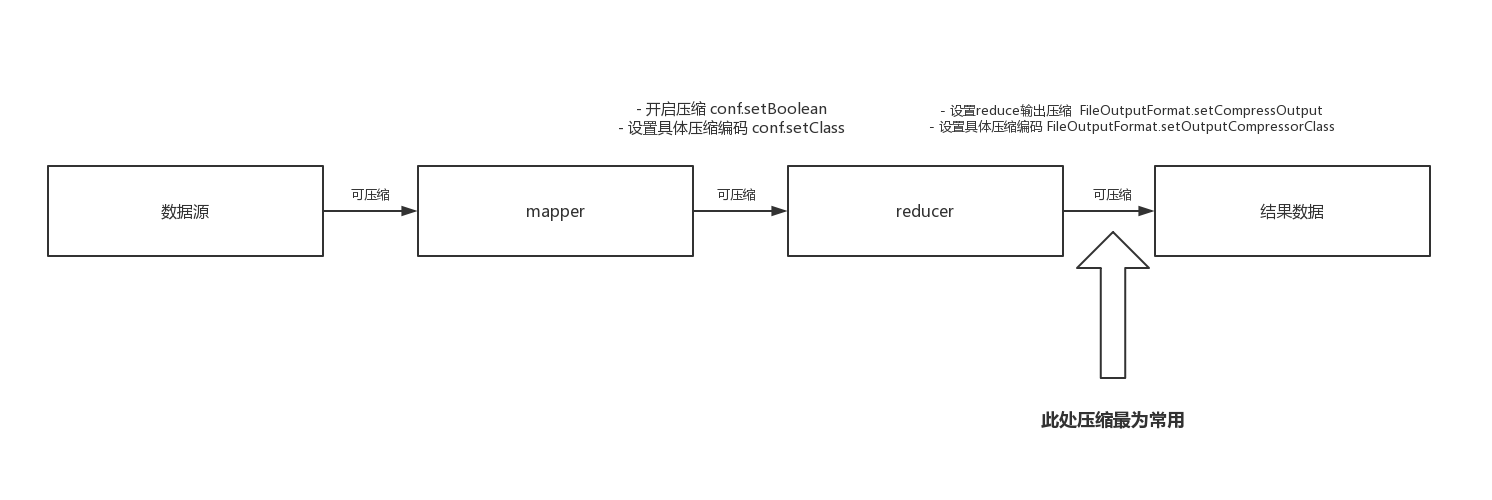 - 开启压缩 conf.setBoolean
- 设置具体压缩编码 conf.setClass
- 设置reduce输出压缩  FileOutputFormat.setCompressOutput
- 设置具体压缩编码 FileOutputFormat.setOutputCompressorClass
数据源
可压缩
mapper
可压缩
reducer
可压缩
结果数据
此处压缩最为常用